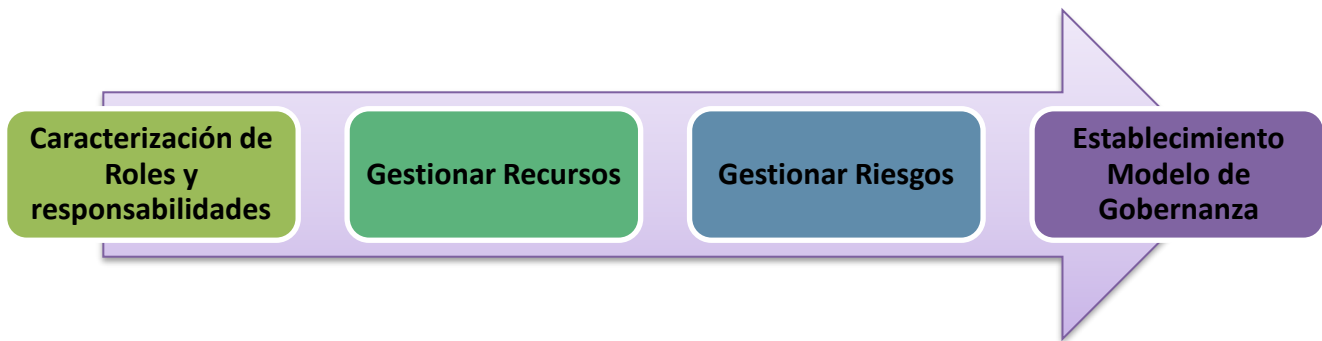 Caracterización de
Roles y
responsabilidades
Gestionar Recursos
Gestionar Riesgos
Establecimiento
Modelo de
Gobernanza